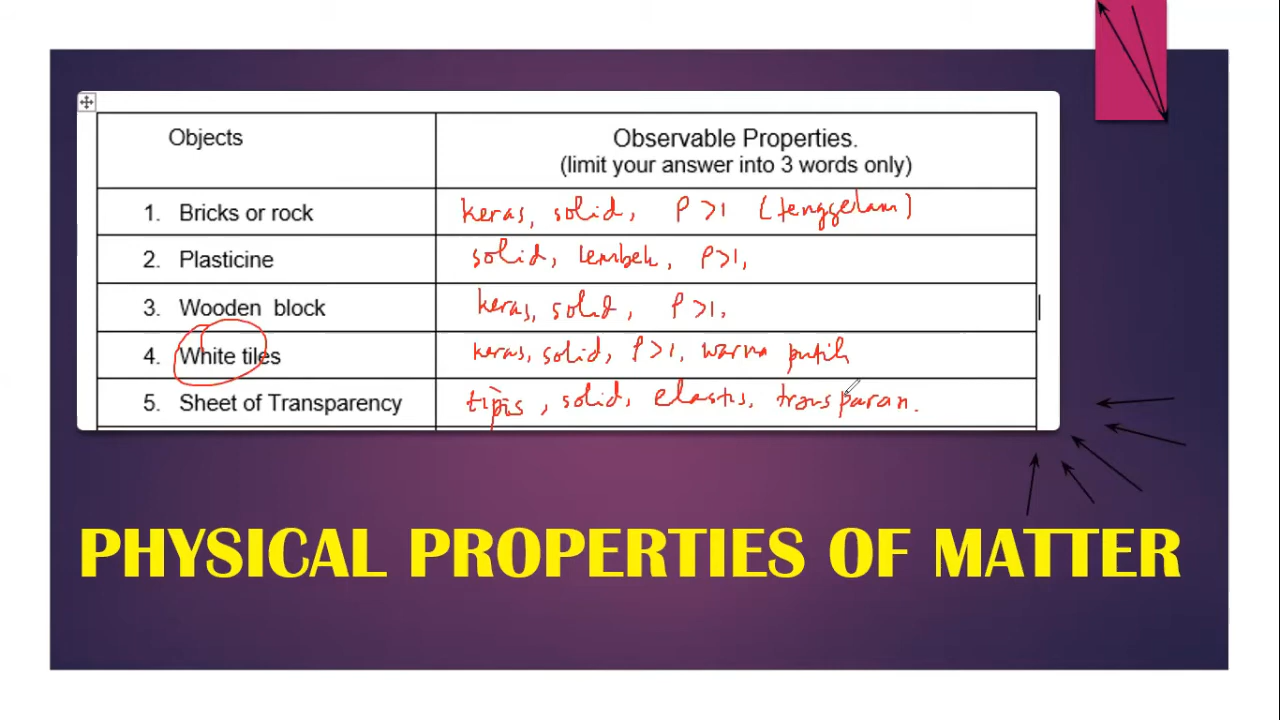 Objects
Observable Properties.
(limit your answer into 3 words only)
1. Bricks or rock
keras, solid, ρ >1 (tenggelam)
2. Plasticine
solid, lembek, ρ>1,
3. Wooden block
keras, solid, ρ >1,
4. White tiles
keras, solid, ρ>1, warna putih
5. Sheet of Transparency
tipis, solid, elastis, transparan.
PHYSICAL PROPERTIES OF MATTER